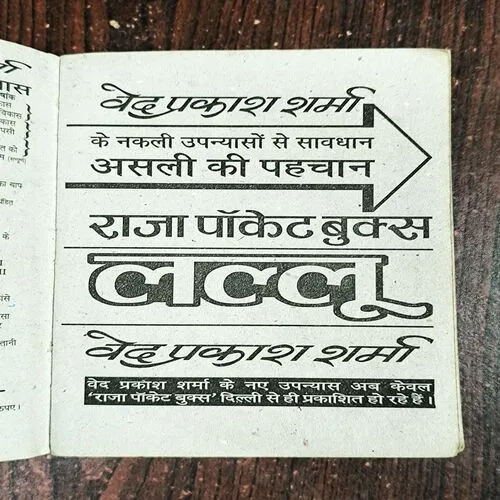 वेद प्रकाश शर्मा
के नकली उपन्यासों से सावधान
असली की पहचान
राजा पॉकेट बुक्स
लल्लू
वेद प्रकाश शर्मा
वेद प्रकाश शर्मा के नए उपन्यास अब केवल
'राजा पॉकेट बुक्स' दिल्ली से ही प्रकाशित हो रहे हैं।